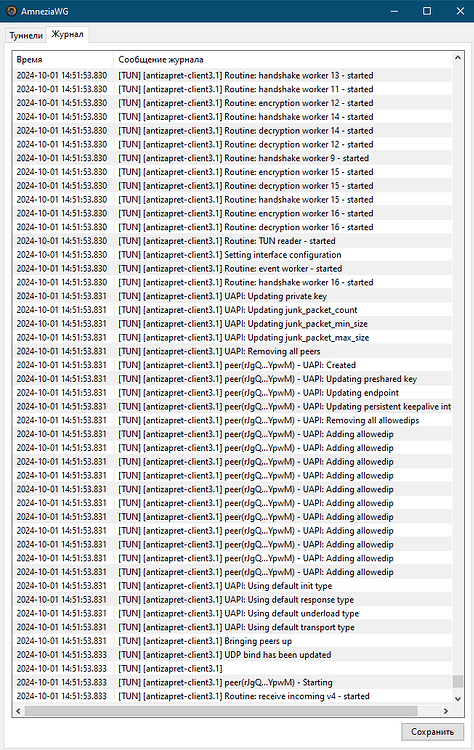 AmneziaWG
Туннели Журнал
Время Сообщение журнала
2024-10-01 14:51:53.830 [TUN] [antizapret-client3.1] Routine: handshake worker 13 - started
2024-10-01 14:51:53.830 [TUN] [antizapret-client3.1] Routine: handshake worker 11 - started
2024-10-01 14:51:53.830 [TUN] [antizapret-client3.1] Routine: encryption worker 12 - started
2024-10-01 14:51:53.830 [TUN] [antizapret-client3.1] Routine: handshake worker 14 - started
2024-10-01 14:51:53.830 [TUN] [antizapret-client3.1] Routine: decryption worker 14 - started
2024-10-01 14:51:53.830 [TUN] [antizapret-client3.1] Routine: decryption worker 12 - started
2024-10-01 14:51:53.830 [TUN] [antizapret-client3.1] Routine: handshake worker 9 - started
2024-10-01 14:51:53.830 [TUN] [antizapret-client3.1] Routine: encryption worker 15 - started
2024-10-01 14:51:53.830 [TUN] [antizapret-client3.1] Routine: decryption worker 15 - started
2024-10-01 14:51:53.830 [TUN] [antizapret-client3.1] Routine: handshake worker 15 - started
2024-10-01 14:51:53.830 [TUN] [antizapret-client3.1] Routine: encryption worker 16 - started
2024-10-01 14:51:53.830 [TUN] [antizapret-client3.1] Routine: decryption worker 16 - started
2024-10-01 14:51:53.830 [TUN] [antizapret-client3.1] Routine: TUN reader - started
2024-10-01 14:51:53.830 [TUN] [antizapret-client3.1] Setting interface configuration
2024-10-01 14:51:53.830 [TUN] [antizapret-client3.1] Routine: event worker - started
2024-10-01 14:51:53.830 [TUN] [antizapret-client3.1] Routine: handshake worker 16 - started
2024-10-01 14:51:53.831 [TUN] [antizapret-client3.1] UAPI: Updating private key
2024-10-01 14:51:53.831 [TUN] [antizapret-client3.1] UAPI: Updating junk_packet_count
2024-10-01 14:51:53.831 [TUN] [antizapret-client3.1] UAPI: Updating junk_packet_min_size
2024-10-01 14:51:53.831 [TUN] [antizapret-client3.1] UAPI: Updating junk_packet_max_size
2024-10-01 14:51:53.831 [TUN] [antizapret-client3.1] UAPI: Removing all peers
2024-10-01 14:51:53.831 [TUN] [antizapret-client3.1] peer(rJgQ…YpwM) - UAPI: Created
2024-10-01 14:51:53.831 [TUN] [antizapret-client3.1] peer(rJgQ…YpwM) - UAPI: Updating preshared key
2024-10-01 14:51:53.831 [TUN] [antizapret-client3.1] peer(rJgQ…YpwM) - UAPI: Updating endpoint
2024-10-01 14:51:53.831 [TUN] [antizapret-client3.1] peer(rJgQ…YpwM) - UAPI: Updating persistent keepalive int
2024-10-01 14:51:53.831 [TUN] [antizapret-client3.1] peer(rJgQ…YpwM) - UAPI: Removing all allowedips
2024-10-01 14:51:53.831 [TUN] [antizapret-client3.1] peer(rJgQ…YpwM) - UAPI: Adding allowedip
2024-10-01 14:51:53.831 [TUN] [antizapret-client3.1] peer(rJgQ…YpwM) - UAPI: Adding allowedip
2024-10-01 14:51:53.831 [TUN] [antizapret-client3.1] peer(rJgQ…YpwM) - UAPI: Adding allowedip
2024-10-01 14:51:53.831 [TUN] [antizapret-client3.1] peer(rJgQ…YpwM) - UAPI: Adding allowedip
2024-10-01 14:51:53.831 [TUN] [antizapret-client3.1] peer(rJgQ…YpwM) - UAPI: Adding allowedip
2024-10-01 14:51:53.831 [TUN] [antizapret-client3.1] peer(rJgQ…YpwM) - UAPI: Adding allowedip
2024-10-01 14:51:53.831 [TUN] [antizapret-client3.1] peer(rJgQ…YpwM) - UAPI: Adding allowedip
2024-10-01 14:51:53.831 [TUN] [antizapret-client3.1] peer(rJgQ…YpwM) - UAPI: Adding allowedip
2024-10-01 14:51:53.831 [TUN] [antizapret-client3.1] peer(rJgQ…YpwM) - UAPI: Adding allowedip
2024-10-01 14:51:53.831 [TUN] [antizapret-client3.1] peer(rJgQ…YpwM) - UAPI: Adding allowedip
2024-10-01 14:51:53.831 [TUN] [antizapret-client3.1] peer(rJgQ…YpwM) - UAPI: Adding allowedip
2024-10-01 14:51:53.831 [TUN] [antizapret-client3.1] UAPI: Using default init type
2024-10-01 14:51:53.831 [TUN] [antizapret-client3.1] UAPI: Using default response type
2024-10-01 14:51:53.831 [TUN] [antizapret-client3.1] UAPI: Using default underload type
2024-10-01 14:51:53.831 [TUN] [antizapret-client3.1] UAPI: Using default transport type
2024-10-01 14:51:53.831 [TUN] [antizapret-client3.1] Bringing peers up
2024-10-01 14:51:53.833 [TUN] [antizapret-client3.1] UDP bind has been updated
2024-10-01 14:51:53.833 [TUN] [antizapret-client3.1]
2024-10-01 14:51:53.833 [TUN] [antizapret-client3.1] peer(rJgQ…YpwM) - Starting
2024-10-01 14:51:53.833 [TUN] [antizapret-client3.1] Routine: receive incoming v4 - started
Сохранить